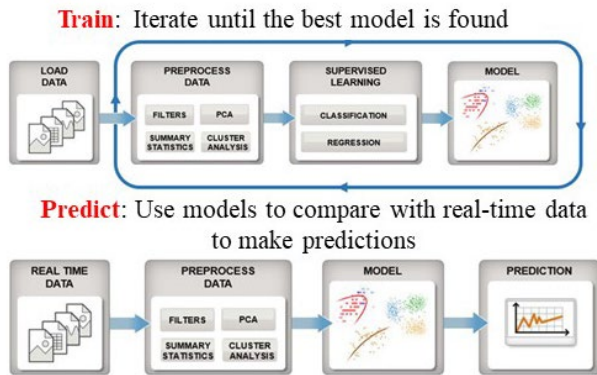 Train: Iterate until the best model is found
LOAD
DATA
PREPROCESS
DATA
FILTERS
PCA
SUMMARY
STATISTICS
CLUSTER
ANALYSIS
SUPERVISED
LEARNING
CLASSIFICATION
REGRESSION
MODEL
Predict: Use models to compare with real-time data
to make predictions
REAL TIME
DATA
PREPROCESS
DATA
FILTERS
PCA
SUMMARY
STATISTICS
CLUSTER
ANALYSIS
MODEL
PREDICTION